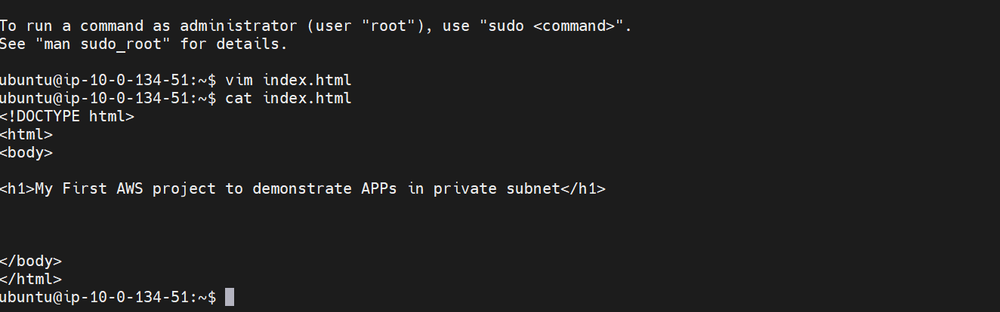 To run a command as administrator (user "root"), use "sudo <command>".
See "man sudo_root" for details.
ubuntu@ip-10-0-134-51:~$ vim index.html
ubuntu@ip-10-0-134-51:~$ cat index.html
<!DOCTYPE html>
<html>
<body>
<h1>My First AWS project to demonstrate APPs in private subnet</h1>
</body>
</html>
ubuntu@ip-10-0-134-51:~$